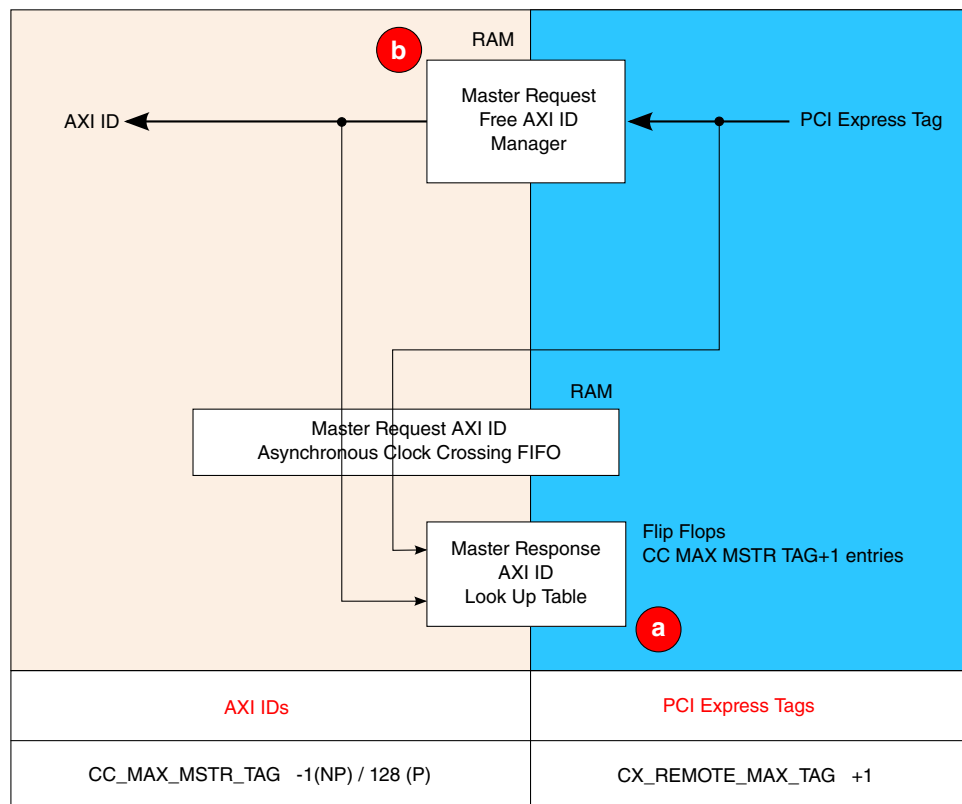 b
RAM
Master Request
Free AXI ID
Manager
AXI ID
PCI Express Tag
RAM
Master Request AXI ID
Asynchronous Clock Crossing FIFO
Master Response
AXI ID
Look Up Table
Flip Flops
CC MAX MSTR TAG+1 entries
a
AXI IDs
PCI Express Tags
CC_MAX_MSTR_TAG -1(NP) / 128 (P)
CX_REMOTE_MAX_TAG +1